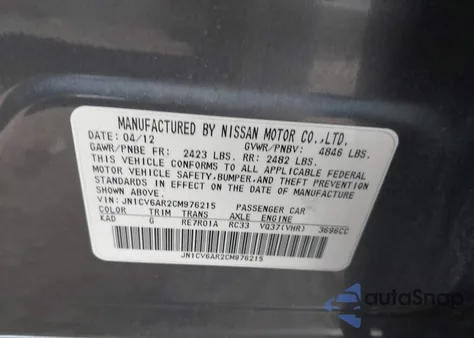 MANUFACTURED BY NISSAN MOTOR CO.,LTD.
DATE: 04/12 GVWR/PNBV: 4846 LBS.
GAWR/PNBE FR: 2423 LBS. RR: 2482 LBS.
THIS VEHICLE CONFORMS TO ALL APPLICABLE FEDERAL
MOTOR VEHICLE SAFETY,BUMPER,AND THEFT PREVENTION
STANDARDS IN EFFECT ON THE DATE OF MANUFACTURE
SHOWN ABOVE.
VIN: JN1CV6AR2CM976215 PASSENGER CAR
COLOR TRIM TRANS AXLE ENGINE
KAD G RE7R01A RC33 VQ37(VHR) 3696CC
JN1CV6AR2CM976215
autoSnap